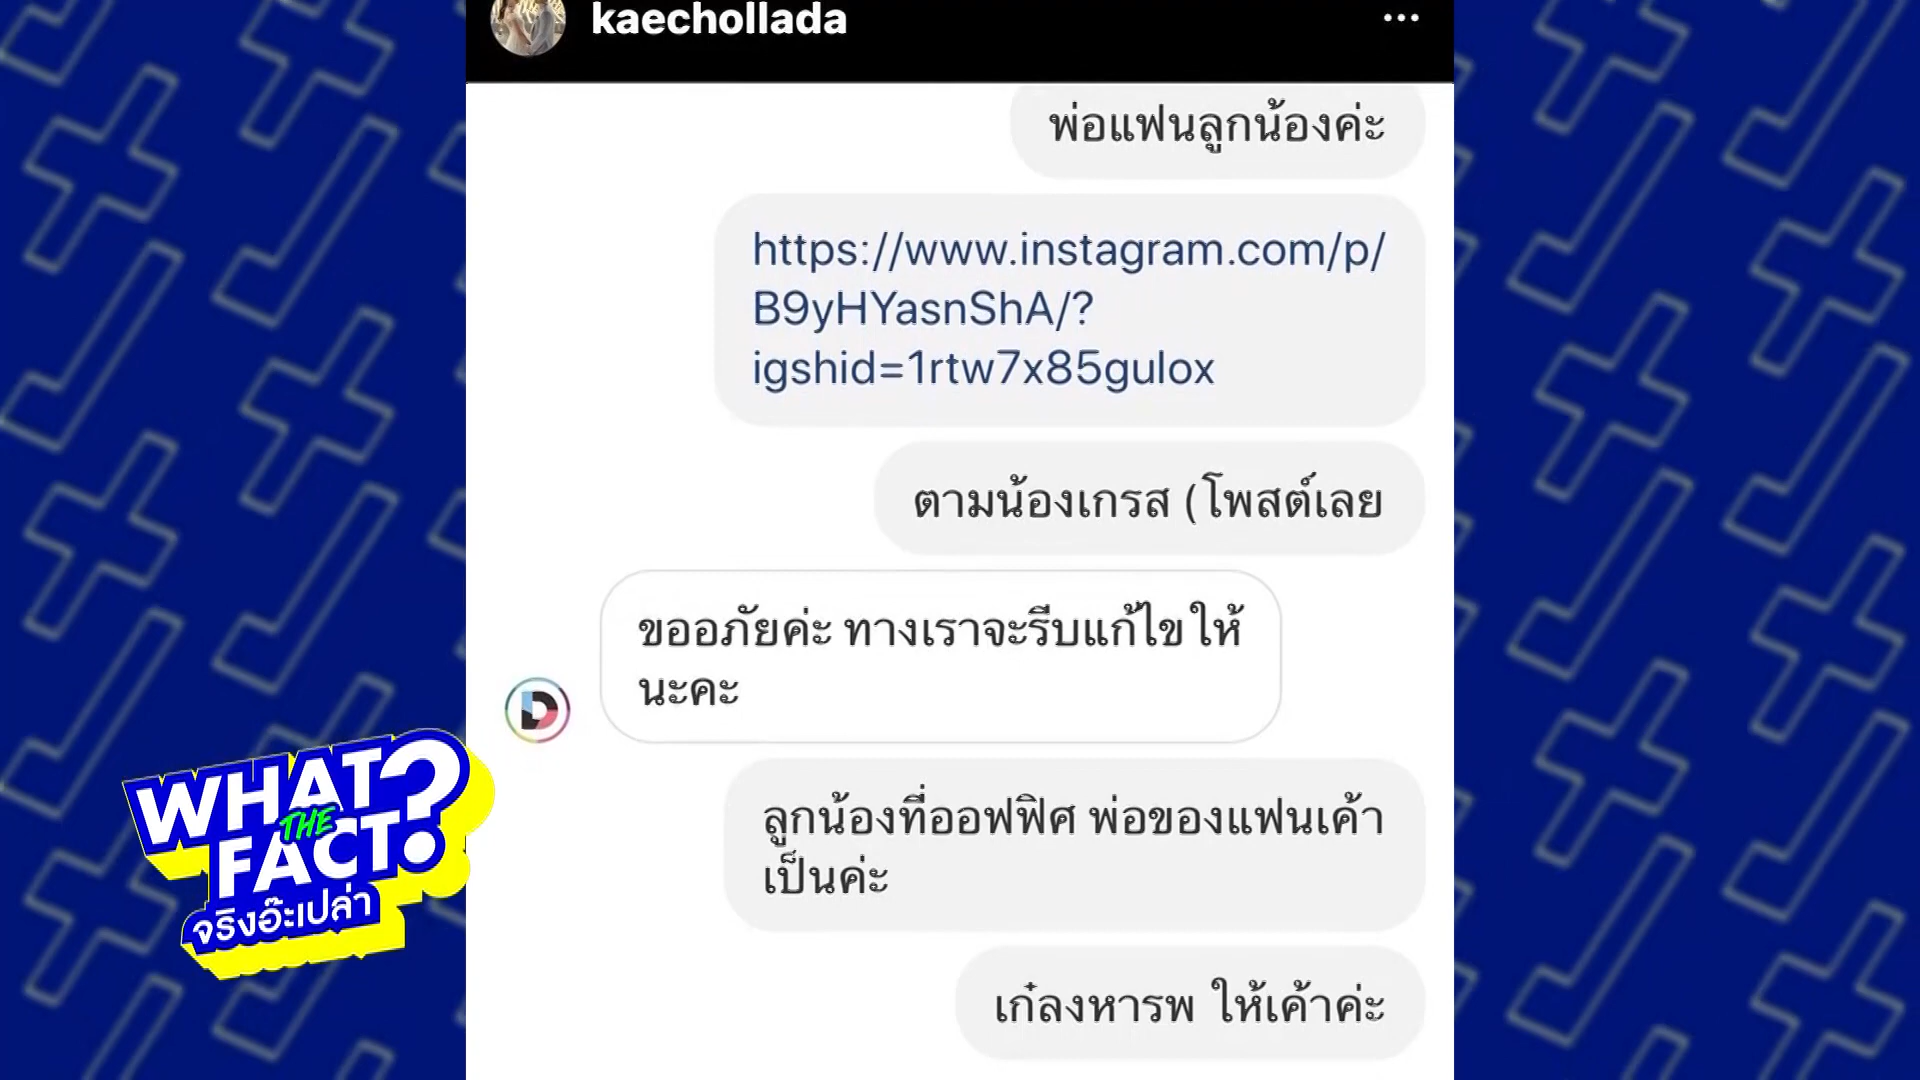 kaechollada
พ่อแฟนลูกน้องค่ะ
https://www.instagram.com/p/
B9yHYasnShA/?
igshid=1rtw7x85gulox
ตามน้องเกรส (โพสต์เลย
ขออภัยค่ะ ทางเราจะรีบแก้ไขให้
นะคะ
D
ลูกน้องที่ออฟฟิศ พ่อของแฟนเค้า
เป็นค่ะ
เก๋ลงหารพ ให้เค้าค่ะ
WHAT
THE
FACT?
จริงอ๊ะเปล่า